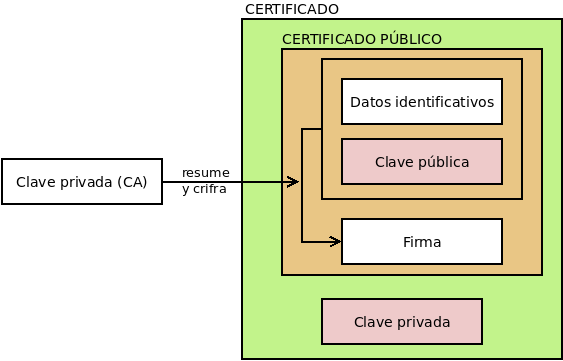 CERTIFICADO
CERTIFICADO PÚBLICO
Datos identificativos
Clave pública
Clave privada (CA)
resume
y crifra
Firma
Clave privada